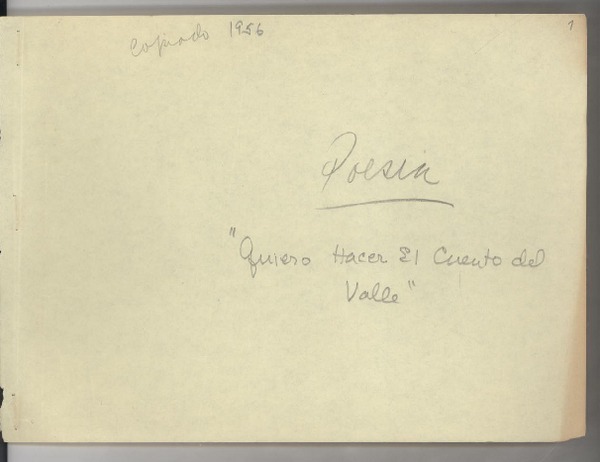 Copiado 1956
1
Poesia
"Quiero Hacer El Cuento del
Valle"